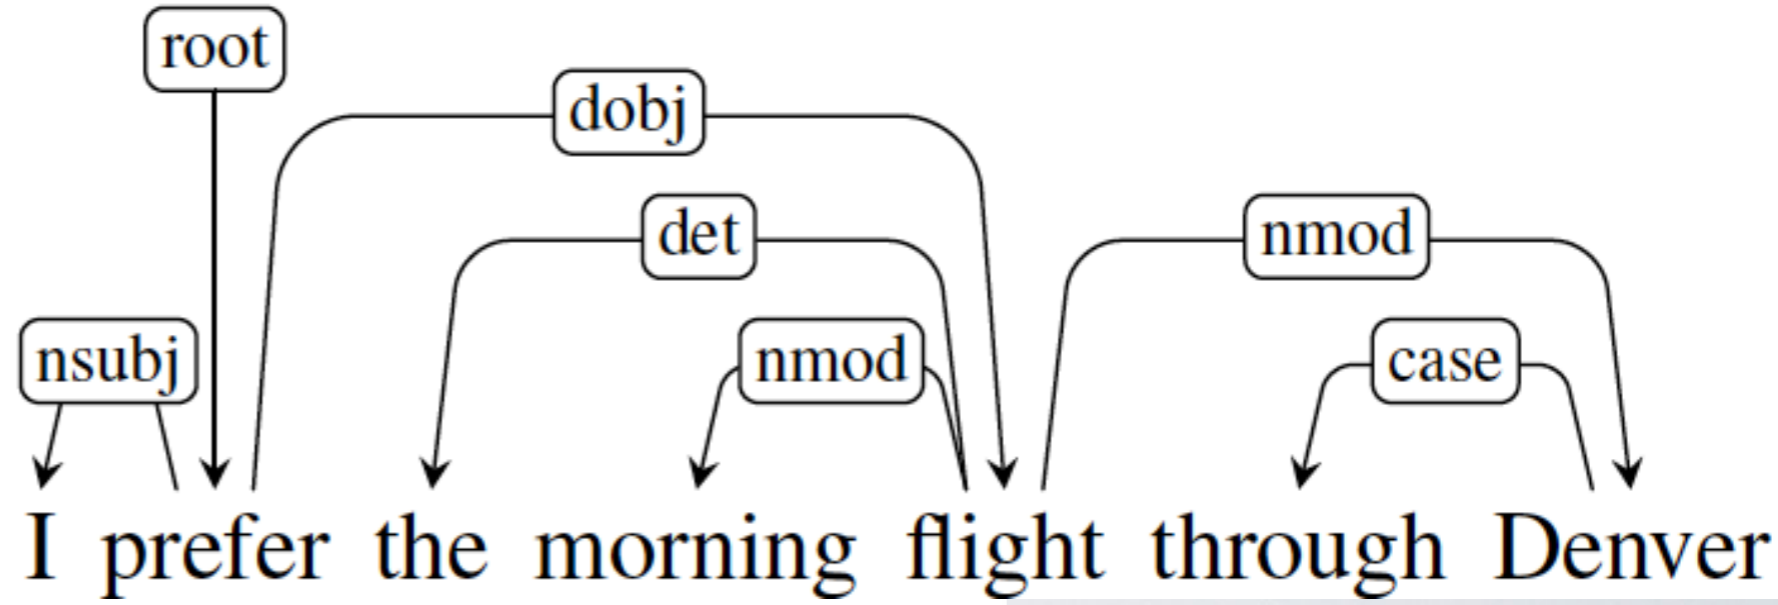 root
dobj
det nmod
nsubj nmod case
I prefer the morning flight through Denver